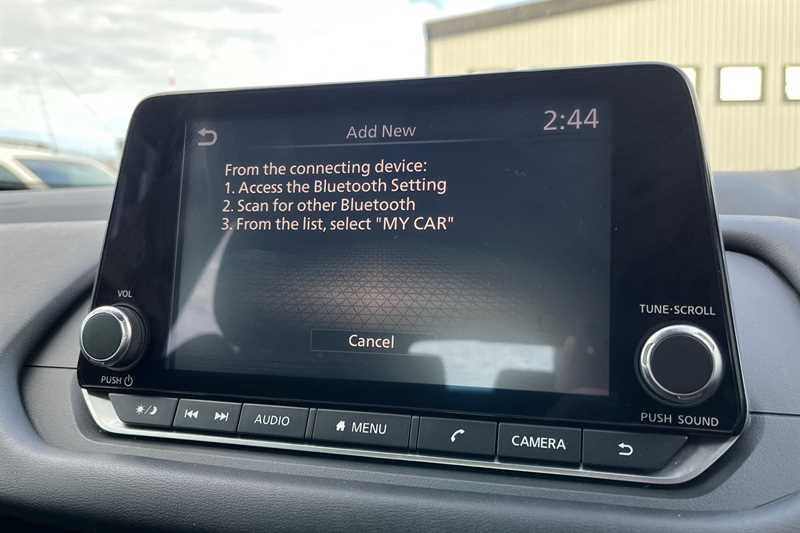 Add New
2:44
From the connecting device:
1. Access the Bluetooth Setting
2. Scan for other Bluetooth
3. From the list, select "MY CAR"
Cancel
VOL
PUSH
TUNE·SCROLL
PUSH SOUND
AUDIO
MENU
CAMERA